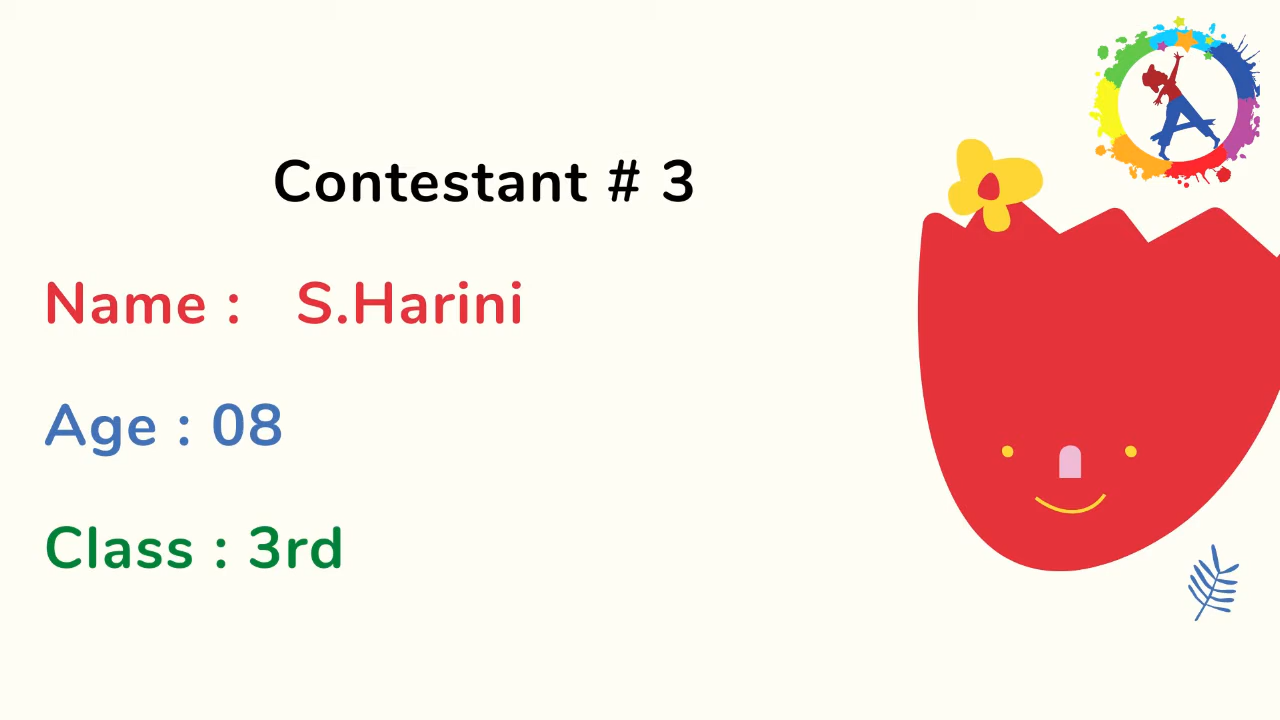 Contestant # 3
Name : S.Harini
Age : 08
Class : 3rd